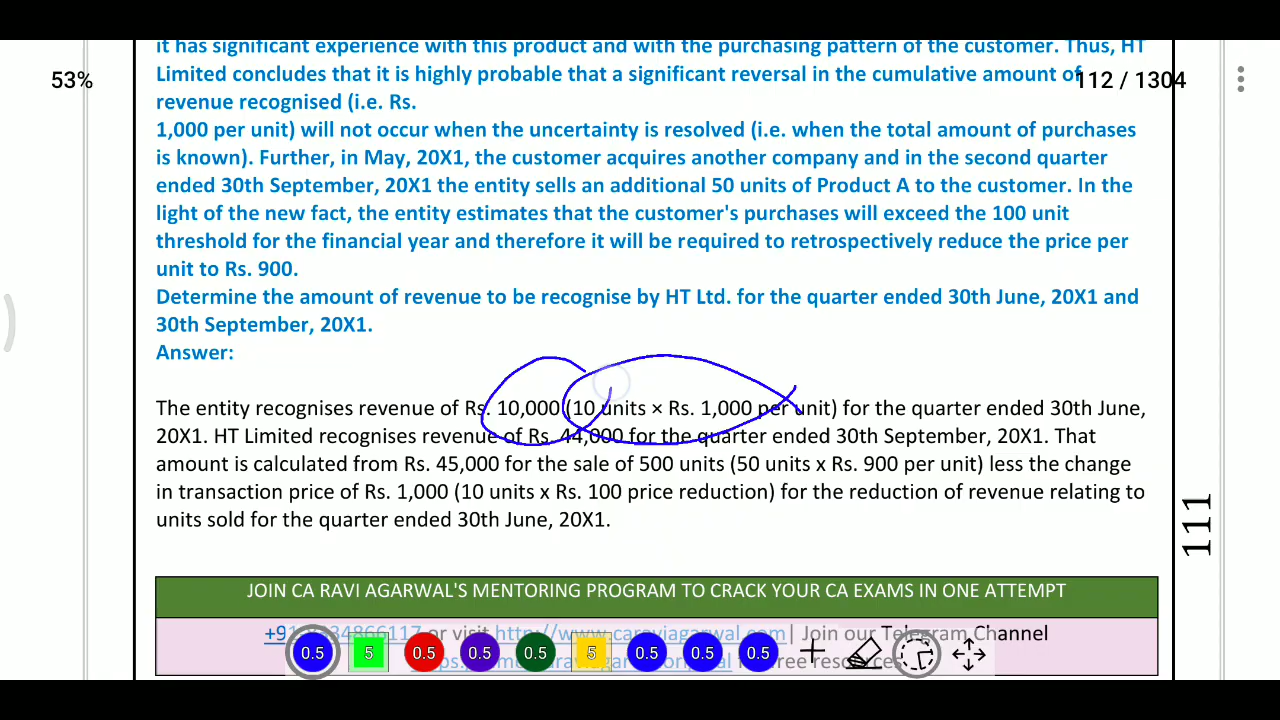 it has significant experience with this product and with the purchasing pattern of the customer. Thus, HT
53%
Limited concludes that it is highly probable that a significant reversal in the cumulative amount of
112 / 1304
revenue recognised (i.e. Rs.
1,000 per unit) will not occur when the uncertainty is resolved (i.e. when the total amount of purchases
is known). Further, in May, 20X1, the customer acquires another company and in the second quarter
ended 30th September, 20X1 the entity sells an additional 50 units of Product A to the customer. In the
light of the new fact, the entity estimates that the customer's purchases will exceed the 100 unit
threshold for the financial year and therefore it will be required to retrospectively reduce the price per
unit to Rs. 900.
Determine the amount of revenue to be recognise by HT Ltd. for the quarter ended 30th June, 20X1 and
30th September, 20X1.
Answer:
The entity recognises revenue of Rs. 10,000 (10 units × Rs. 1,000 per unit) for the quarter ended 30th June,
20X1. HT Limited recognises revenue of Rs. 44,000 for the quarter ended 30th September, 20X1. That
amount is calculated from Rs. 45,000 for the sale of 500 units (50 units x Rs. 900 per unit) less the change
in transaction price of Rs. 1,000 (10 units x Rs. 100 price reduction) for the reduction of revenue relating to
units sold for the quarter ended 30th June, 20X1.
111
JOIN CA RAVI AGARWAL'S MENTORING PROGRAM TO CRACK YOUR CA EXAMS IN ONE ATTEMPT
or visit http://www.caraviagarwal.com| Join our Telegram Channel
0.5 5 0.5 0.5 0.5 5 0.5 0.5 0.5